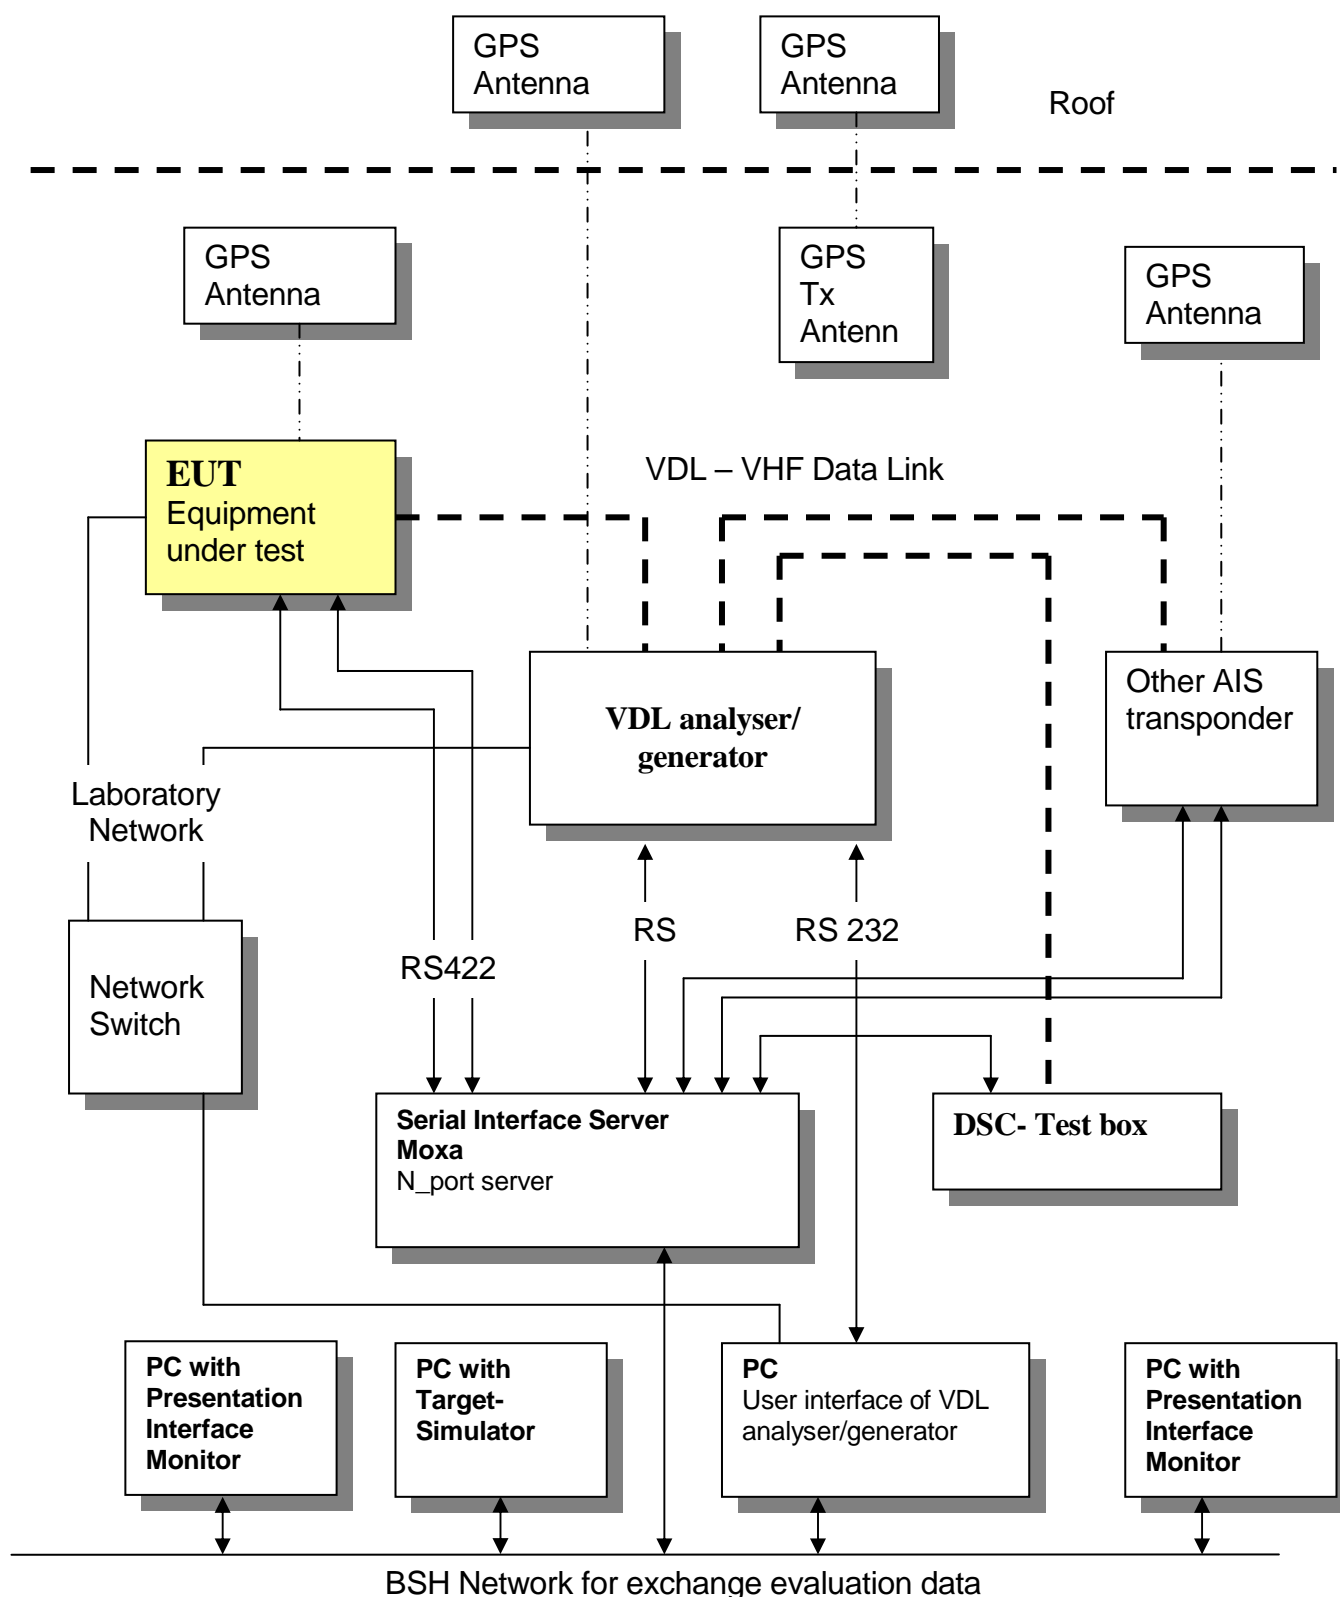 GPS
Antenna
GPS
Antenna
Roof
GPS
Antenna
GPS
Tx
Antenn
GPS
Antenna
EUT
Equipment
under test
VDL – VHF Data Link
VDL analyser/
generator
Other AIS
transponder
Laboratory
Network
RS
RS 232
RS422
Network
Switch
Serial Interface Server
Moxa
N_port server
DSC- Test box
PC with
Presentation
Interface
Monitor
PC with
Target-
Simulator
PC
User interface of VDL
analyser/generator
PC with
Presentation
Interface
Monitor
BSH Network for exchange evaluation data